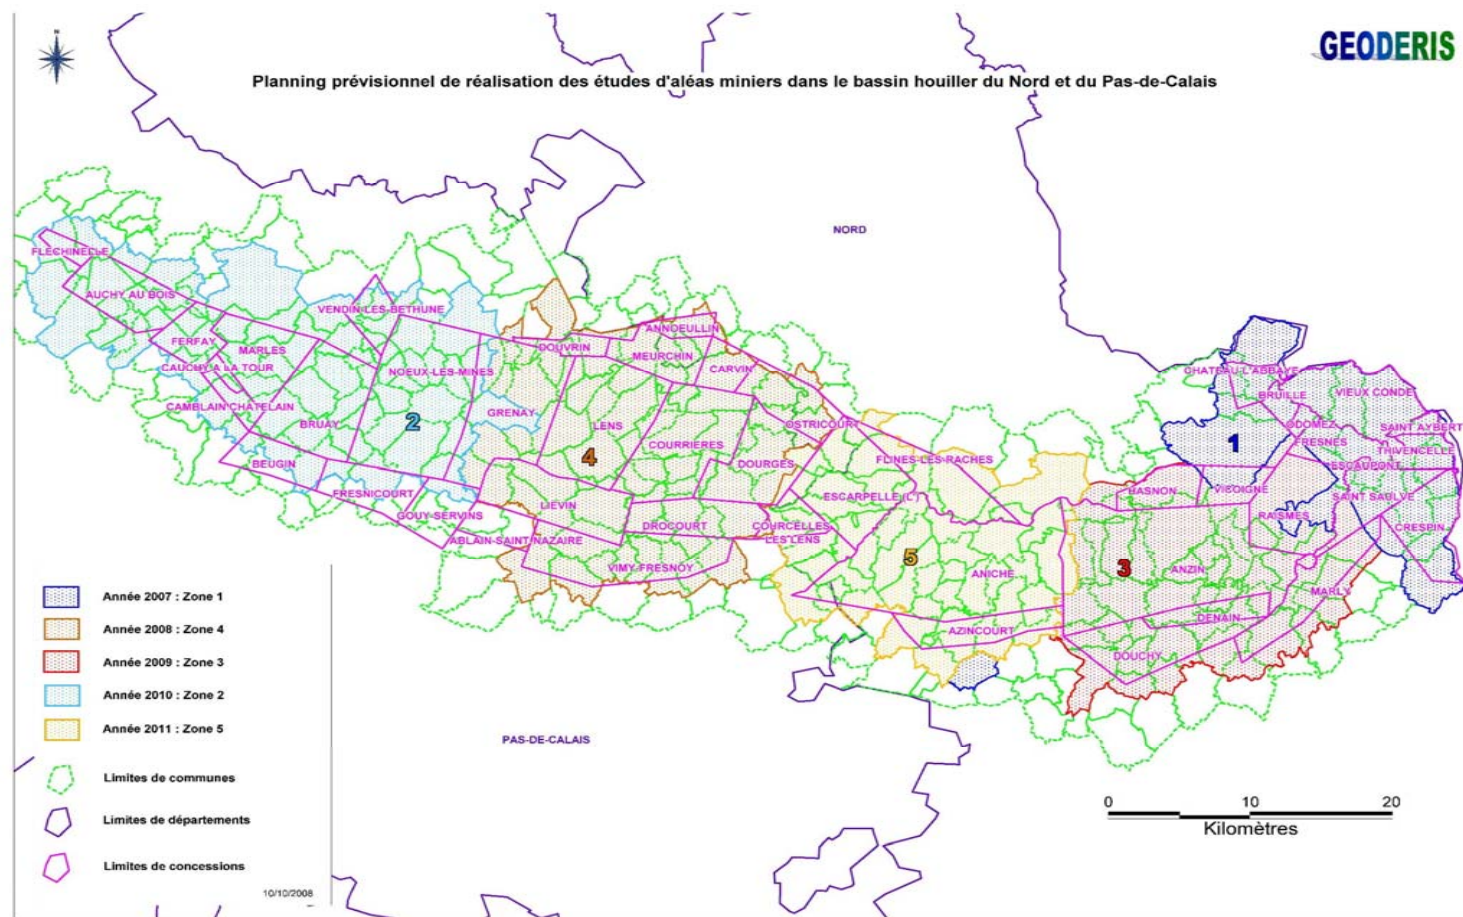 N
GEODERIS
Planning prévisionnel de réalisation des études d'aléas miniers dans le bassin houiller du Nord et du Pas-de-Calais
NORD
FLECHINELLE
AUCHY AU BOIS
VENDIN-LES-BETHUNE
FERFAY
MARLES
CAUCHY A LA TOUR
NOEUX-LES-MINES
CAMBLAIN CHATELAIN
BRUAY
2
GRENAY
BEUGIN
FRESNICOURT
GOUY-SERVINS
ABLAIN-SAINT-NAZAIRE
DOUVRIN
ANNOEULLIN
MEURCHIN
CARVIN
LENS
4
COURRIERES
OSTRICOURT
DOURGES
LIEVIN
DROCOURT
COURCELLES
LES LENS
VIMY-FRESNOY
FLINES-LES-RACHES
ESCARPELLE (L')
5
ANICHE
AZINCOURT
CHATEAU-L'ABBAYE
BRUILLE
VIEUX CONDE
ODOMEZ
SAINT AYBERT
1
FRESNES
THIVENCELLE
ESCAUPONT
HASNON
VICOIGNE
SAINT SAULVE
RAISMES
CRESPIN
3
ANZIN
MARLY
DENAIN
DOUCHY
PAS-DE-CALAIS
Année 2007 : Zone 1
Année 2008 : Zone 4
Année 2009 : Zone 3
Année 2010 : Zone 2
Année 2011 : Zone 5
Limites de communes
Limites de départements
Limites de concessions
10/10/2008
0 10 20
Kilomètres